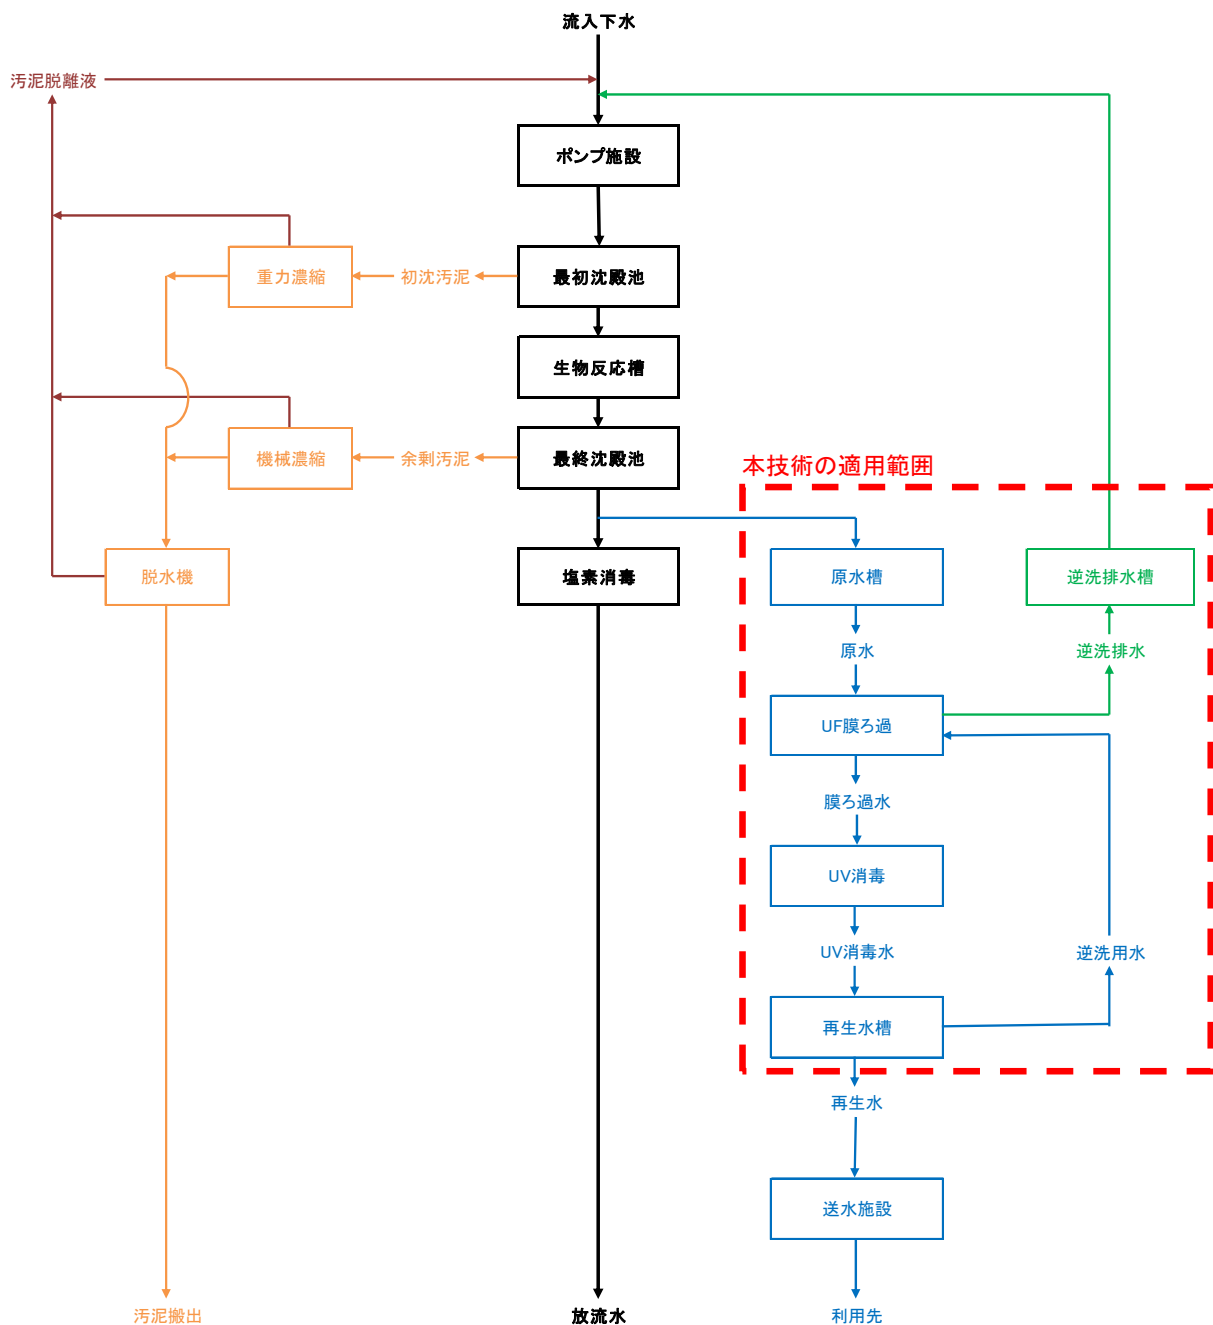 流入下水
汚泥脱離液
ポンプ施設
重力濃縮
初沈汚泥
最初沈殿池
生物反応槽
機械濃縮
余剰汚泥
最終沈殿池
本技術の適用範囲
脱水機
塩素消毒
原水槽
逆洗排水槽
原水
逆洗排水
UF膜ろ過
膜ろ過水
UV消毒
UV消毒水
逆洗用水
再生水槽
再生水
送水施設
汚泥搬出
放流水
利用先